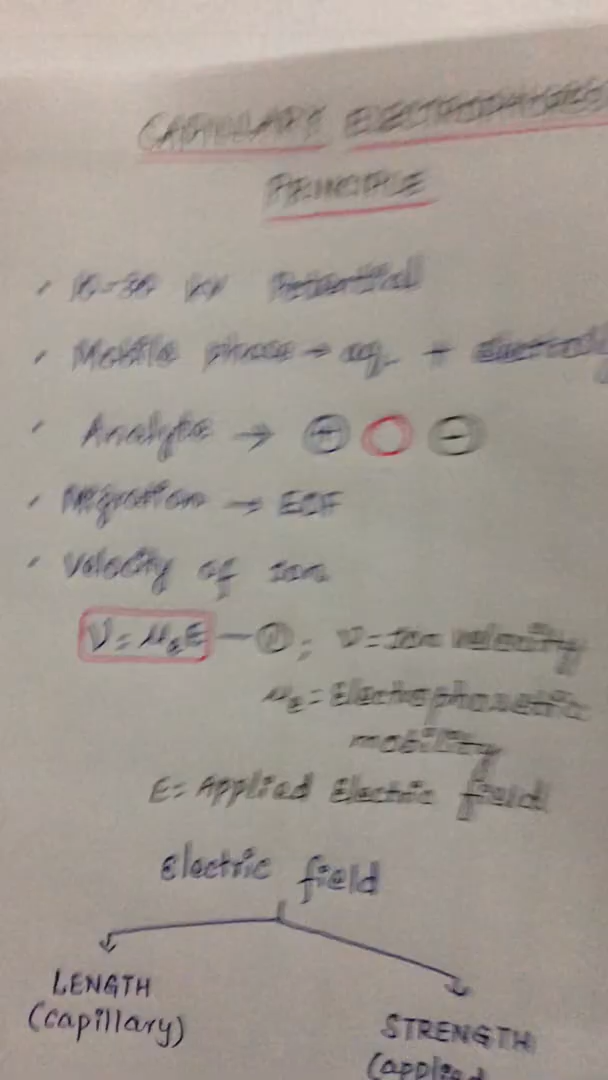 CAPILLARY ELECTROPHORESIS
PRINCIPLE
10-30 kV Potential
Mobile phase → aq. +
Analyte → ⊕ ○ ⊖
Migration → EOF
Velocity of Ion
V = μeE — ①; V = Ion velocity
μe = Electrophoretic
mobility
E = Applied Electric field
Electric field
LENGTH
(capillary)
STRENGTH
(applied